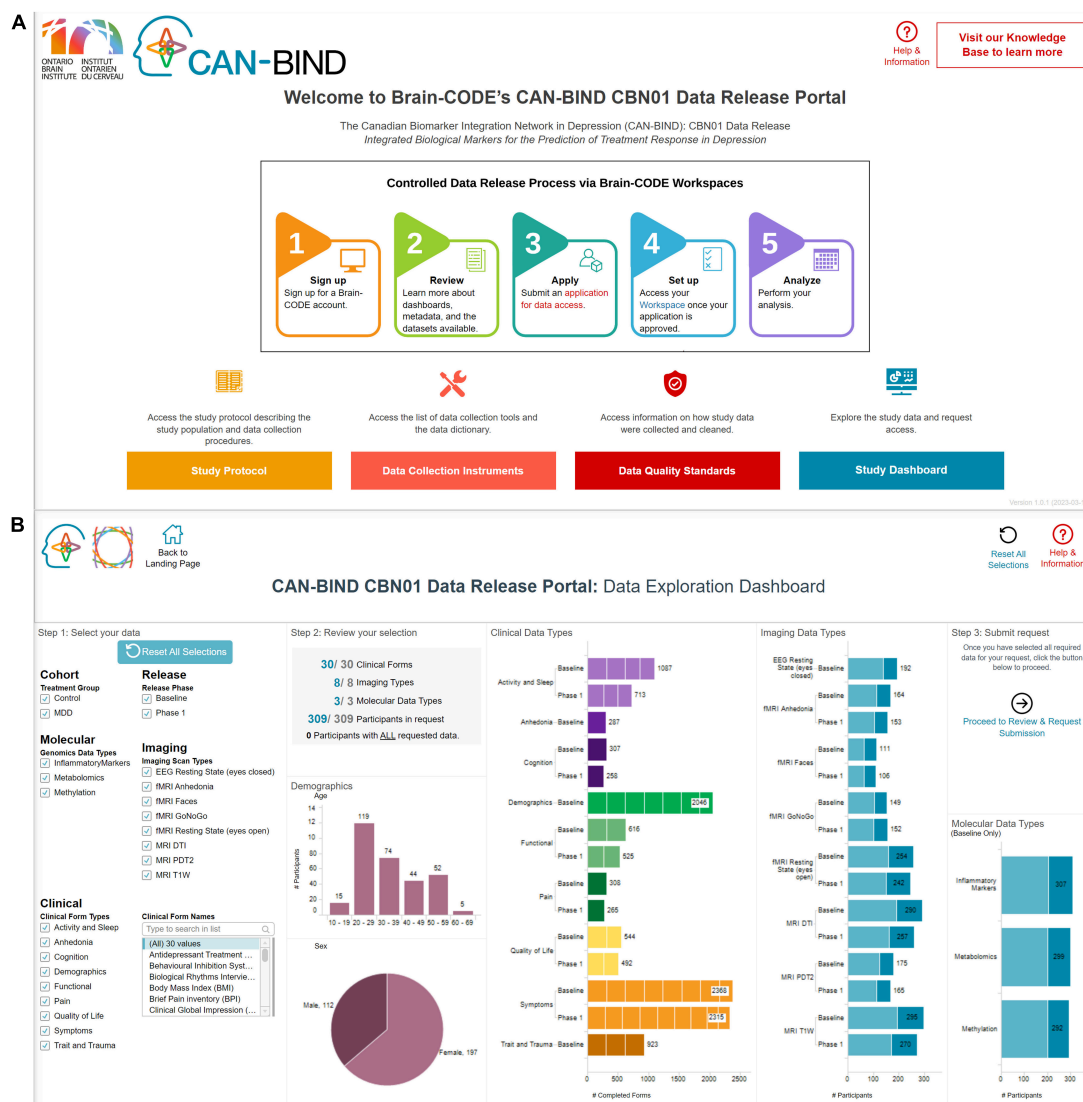 A
ONTARIO BRAIN INSTITUTE
INSTITUT ONTARIEN DU CERVEAU
CAN-BIND
Help & Information
Visit our Knowledge Base to learn more
Welcome to Brain-CODE's CAN-BIND CBN01 Data Release Portal
The Canadian Biomarker Integration Network in Depression (CAN-BIND): CBN01 Data Release
Integrated Biological Markers for the Prediction of Treatment Response in Depression
Controlled Data Release Process via Brain-CODE Workspaces
1
Sign up
Sign up for a Brain-
CODE account.
2
Review
Learn more about
dashboards,
metadata, and the
datasets available.
3
Apply
Submit an application
for data access.
4
Set up
Access your
Workspace once your
application is
approved.
5
Analyze
Perform your
analysis.
Access the study protocol describing the
study population and data collection
procedures.
Study Protocol
Access the list of data collection tools and
the data dictionary.
Data Collection Instruments
Access information on how study data
were collected and cleaned.
Data Quality Standards
Explore the study data and request
access.
Study Dashboard
Version 1.0.1
B
Back to
Landing Page
Reset All
Selections
Help &
Information
CAN-BIND CBN01 Data Release Portal: Data Exploration Dashboard
Step 1: Select your data
Reset All Selections
Cohort
Treatment Group
Control
MDD
Release
Release Phase
Baseline
Phase 1
Molecular
Genomics Data Types
InflammatoryMarkers
Metabolomics
Methylation
Imaging
Imaging Scan Types
EEG Resting State (eyes closed)
fMRI Anhedonia
fMRI Faces
fMRI GoNoGo
fMRI Resting State (eyes open)
MRI DTI
MRI PDT2
MRI T1W
Clinical
Clinical Form Types
Activity and Sleep
Anhedonia
Cognition
Demographics
Functional
Pain
Quality of Life
Symptoms
Trait and Trauma
Clinical Form Names
Type to search in list
(All) 30 values
Antidepressant Treatment ...
Behavioural Inhibition Syst...
Biological Rhythms Intervie...
Body Mass Index (BMI)
Brief Pain inventory (BPI)
Clinical Global Impression (...
Step 2: Review your selection
30/ 30 Clinical Forms
8/ 8 Imaging Types
3/ 3 Molecular Data Types
309/ 309 Participants in request
0 Participants with ALL requested data.
Demographics
Age
# Participants
14
12
10
80
60
40
20
0
15
119
74
44
52
5
10 - 19
20 - 29
30 - 39
40 - 49
50 - 59
60 - 69
Sex
Male, 112
Female, 197
Clinical Data Types
Activity and Sleep
Baseline 1087
Phase 1 713
Anhedonia Baseline 287
Cognition
Baseline 307
Phase 1 258
Demographics Baseline 2046
Functional
Baseline 616
Phase 1 525
Pain
Baseline 308
Phase 1 265
Quality of Life
Baseline 544
Phase 1 492
Symptoms
Baseline 2368
Phase 1 2315
Trait and Trauma Baseline 923
0 500 1000 1500 2000 2500
# Completed Forms
Imaging Data Types
EEG Resting
State (eyes
closed)
Baseline 192
fMRI Anhedonia
Baseline 164
Phase 1 153
fMRI Faces
Baseline 111
Phase 1 106
fMRI GoNoGo
Baseline 149
Phase 1 152
fMRI Resting
State (eyes
open)
Baseline 254
Phase 1 242
MRI DTI
Baseline 290
Phase 1 257
MRI PDT2
Baseline 175
Phase 1 165
MRI T1W
Baseline 295
Phase 1 270
0 100 200 300
# Participants
Step 3: Submit request
Once you have selected all required
data for your request, click the button
below to proceed.
Proceed to Review & Request
Submission
Molecular Data Types
(Baseline Only)
Inflammatory
Markers
307
Metabolomics
299
Methylation
292
0 100 200 300
# Participants